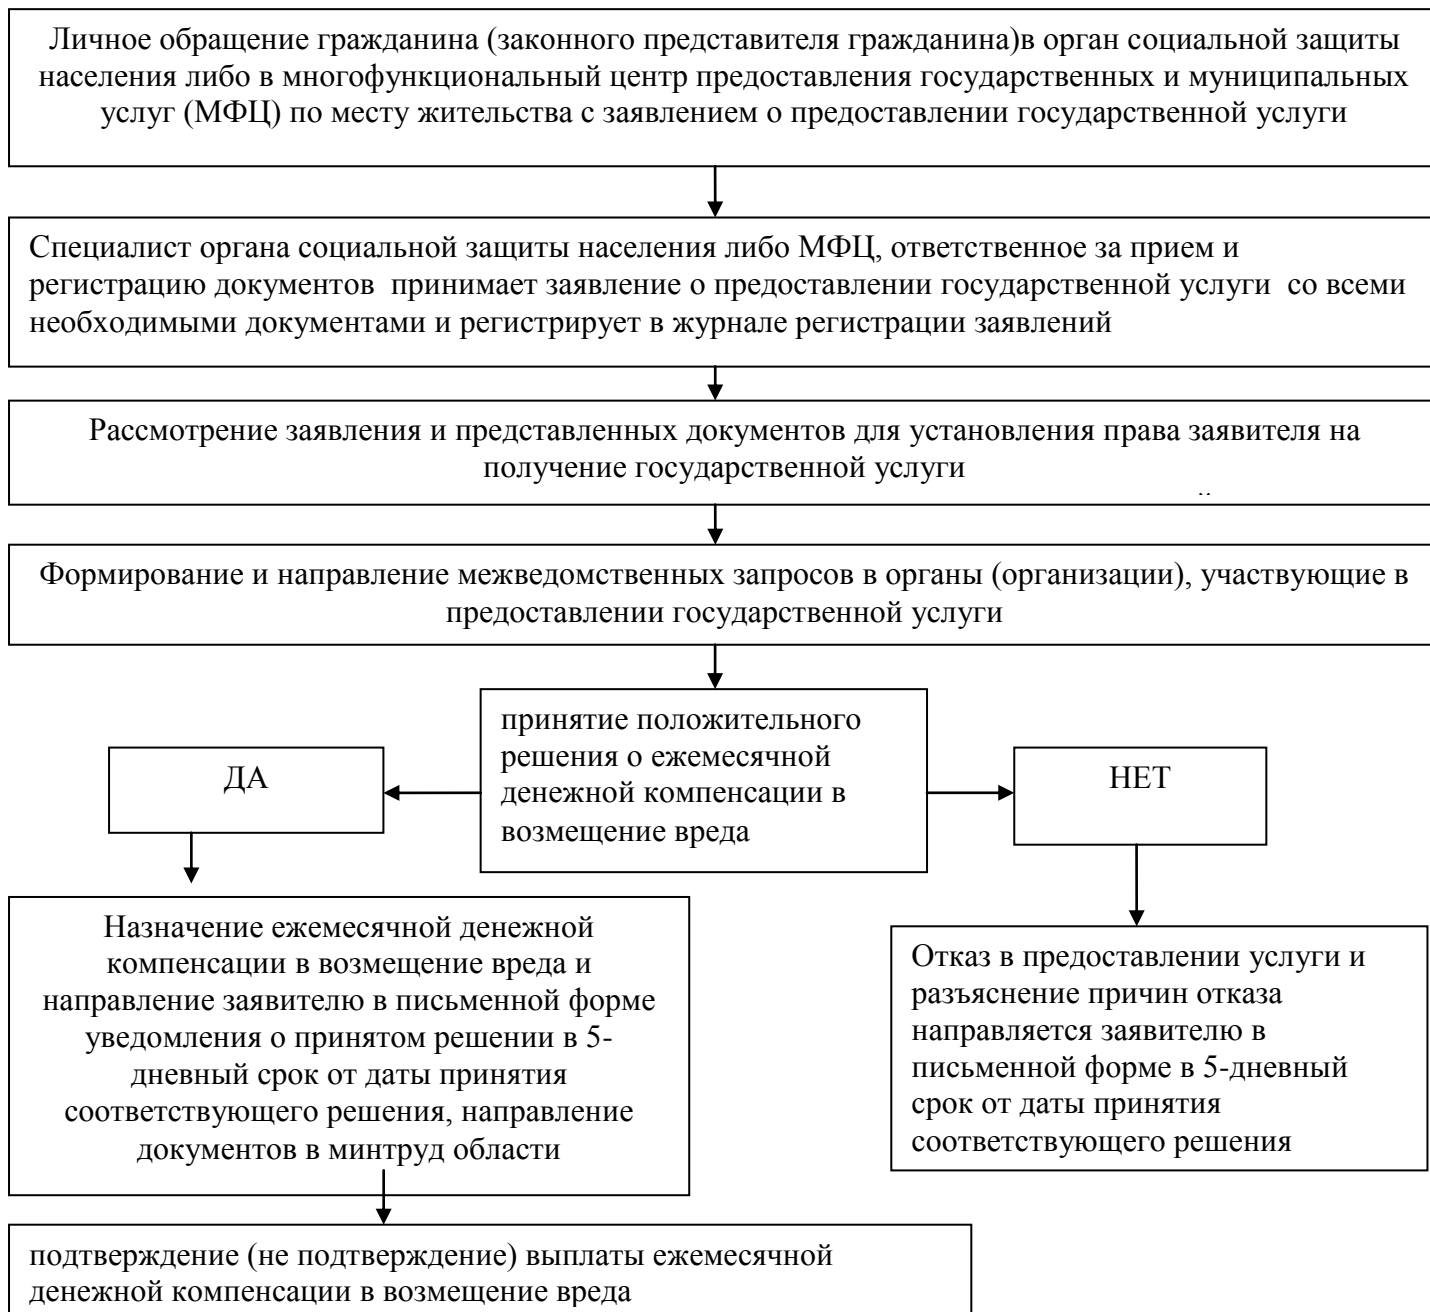 Личное обращение гражданина (законного представителя гражданина)в орган социальной защиты
населения либо в многофункциональный центр предоставления государственных и муниципальных
услуг (МФЦ) по месту жительства с заявлением о предоставлении государственной услуги
Специалист органа социальной защиты населения либо МФЦ, ответственное за прием и
регистрацию документов  принимает заявление о предоставлении государственной услуги  со всеми
необходимыми документами и регистрирует в журнале регистрации заявлений
Рассмотрение заявления и представленных документов для установления права заявителя на
получение государственной услуги
Формирование и направление межведомственных запросов в органы (организации), участвующие в
предоставлении государственной услуги
принятие положительного
решения о ежемесячной
денежной компенсации в
возмещение вреда
ДА
НЕТ
Назначение ежемесячной денежной
компенсации в возмещение вреда и
направление заявителю в письменной форме
уведомления о принятом решении в 5-
дневный срок от даты принятия
соответствующего решения, направление
документов в минтруд области
Отказ в предоставлении услуги и
разъяснение причин отказа
направляется заявителю в
письменной форме в 5-дневный
срок от даты принятия
соответствующего решения
подтверждение (не подтверждение) выплаты ежемесячной
денежной компенсации в возмещение вреда